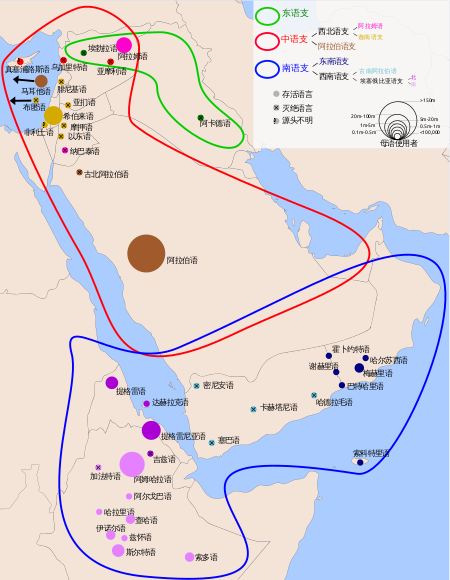 东语支
中语支
西北语支
阿拉姆语
迦南语支
阿拉伯语支
南语支
东南语支
西南语支
古南阿拉伯语
埃塞俄比亚语支
北
南
存活语言
灭绝语言
源头不明
>150m
20m-100m
5m-20m
1m-5m
0.5m-1m
0.1m-0.5m
<100,000
母语使用者
埃勃拉语
阿拉姆语
乌加里特语
亚摩利语
马耳他语
腓尼基语
布匿语
亚扪语
希伯来语
非利士语
摩押语
以东语
纳巴泰语
古北阿拉伯语
阿卡德语
阿拉伯语
霍卜约特语
哈尔苏西语
谢赫里语
梅赫里语
巴特哈里语
哈德拉毛语
卡赫塔尼语
密尼安语
塞巴语
索科特里语
提格雷语
达赫拉克语
提格雷尼亚语
吉兹语
加法特语
阿姆哈拉语
阿尔戈巴语
哈拉里语
查哈语
伊诺尔语
兹怀语
斯尔特语
索多语